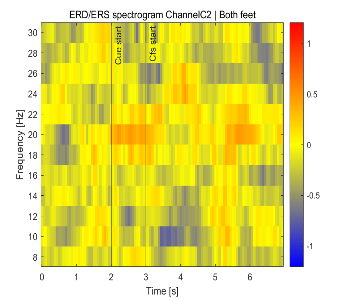 ERD/ERS spectrogram ChannelC2 | Both feet
Frequency [Hz]
30
28
26
24
22
20
18
16
14
12
10
8
Cue start
Cfs start
0 1 2 3 4 5 6
Time [s]
1
0.5
0
-0.5
-1